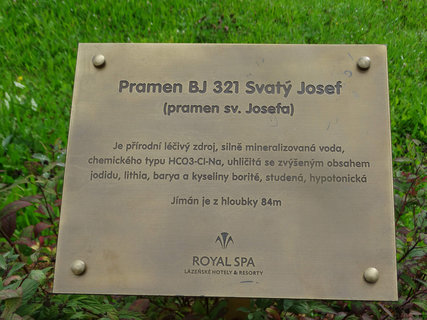 Pramen BJ 321 Svatý Josef
(pramen sv. Josefa)
Je přírodní léčivý zdroj, silně mineralizovaná voda,
chemického typu HCO3-Cl-Na, uhličitá se zvýšeným obsahem
jodidu, lithia, barya a kyseliny borité, studená, hypotonická
Jímán je z hloubky 84m
ROYAL SPA
LÁZEŇSKÉ HOTELY & RESORTY